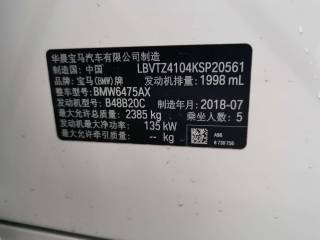 华晨宝马汽车有限公司制造
制造国：中国 LBVTZ4104KSP20561
品牌：宝马(BMW)牌 发动机排量：1998 mL
整车型号：BMW6475AX
发动机型号：B48B20C 制造年月：2018-07
最大允许总质量：2385 kg 乘坐人数：5
发动机最大净功率：135 kW
最大允许牵引质量：-- kg
A96
8 738 756